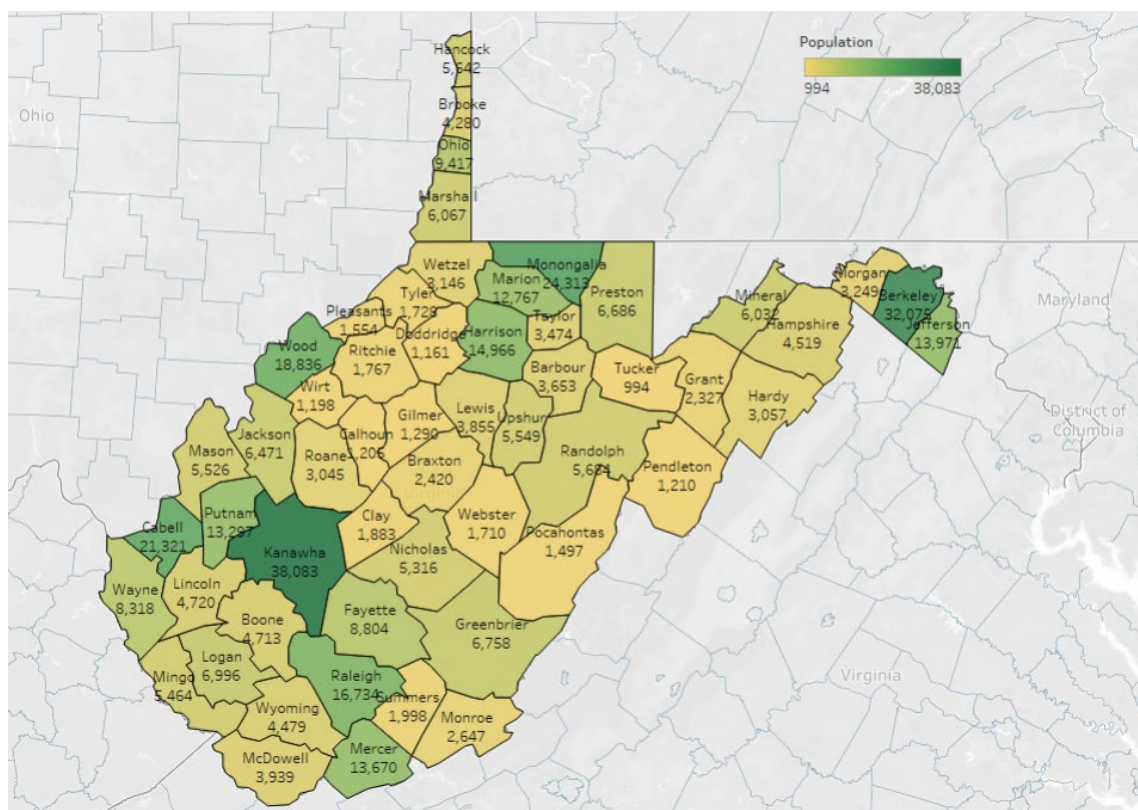 Population
994 38,083
Ohio
Maryland
District of
Columbia
Virginia
Hancock
5,642
Brooke
4,280
Ohio
9,417
Marshall
6,067
Wetzel
3,146
Monongalia
24,313
Marion
12,767
Preston
6,686
Tyler
1,728
Pleasants
1,554
Doddridge
1,161
Harrison
14,966
Taylor
3,474
Mineral
6,032
Hampshire
4,519
Morgan
3,249
Berkeley
32,075
Jefferson
13,971
Wood
18,836
Ritchie
1,767
Wirt
1,198
Barbour
3,653
Tucker
994
Grant
2,327
Hardy
3,057
Gilmer
1,290
Lewis
3,855
Upshur
5,549
Calhoun
1,206
Mason
5,526
Jackson
6,471
Roane
3,045
Braxton
2,420
Randolph
5,684
Pendleton
1,210
Cabell
21,321
Putnam
13,297
Kanawha
38,083
Clay
1,883
Webster
1,710
Pocahontas
1,497
Nicholas
5,316
Wayne
8,318
Lincoln
4,720
Boone
4,713
Fayette
8,804
Greenbrier
6,758
Logan
6,996
Mingo
5,464
Raleigh
16,734
Summers
1,998
Monroe
2,647
Wyoming
4,479
McDowell
3,939
Mercer
13,670